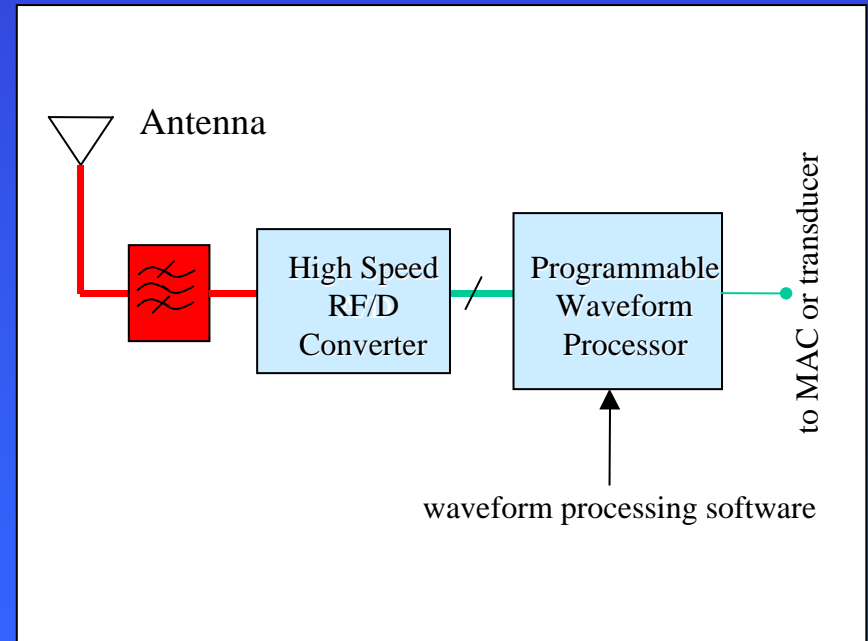 Antenna
High Speed
RF/D
Converter
Programmable
Waveform
Processor
to MAC or transducer
waveform processing software